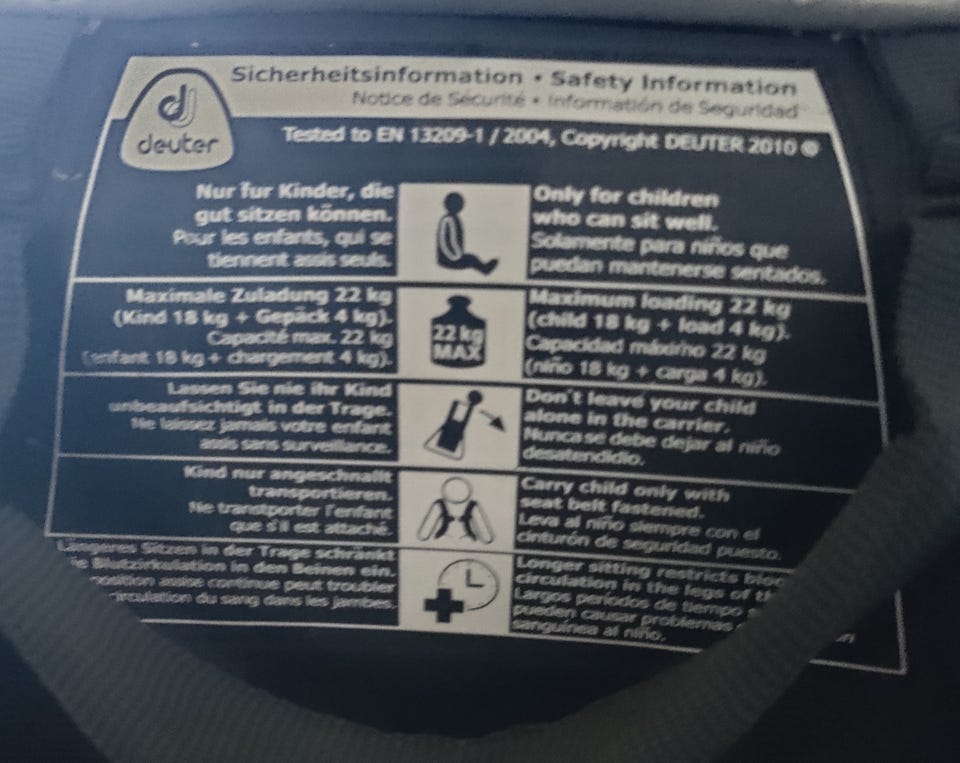 Sicherheitsinformation • Safety Information
Notice de Sécurité • Información de Seguridad
deuter
Tested to EN 13209-1 / 2004, Copyright DEUTER 2010 ©
Nur fur Kinder, die
gut sitzen können.
Pour les enfants, qui se
tiennent assis seuls.
Only for children
who can sit well.
Solamente para niños que
puedan mantenerse sentados.
Maximale Zuladung 22 kg
(Kind 18 kg + Gepäck 4 kg).
Capacité max. 22 kg
(enfant 18 kg + chargement 4 kg).
22 kg
MAX
Maximum loading 22 kg
(child 18 kg + load 4 kg).
Capacidad máximo 22 kg
(niño 18 kg + carga 4 kg).
Lassen Sie nie ihr Kind
unbeaufsichtigt in der Trage.
Ne laissez jamais votre enfant
assis sans surveillance.
Don't leave your child
alone in the carrier.
Nunca se debe dejar al niño
desatendidio.
Kind nur angeschnallt
transportieren.
Ne transporter l'enfant
que s'il est attaché.
Carry child only with
seat belt fastened.
Leva al niño siempre con el
cinturón de seguridad puesto.
Längeres Sitzen in der Trage schränkt
Blutzirkulation in den Beinen ein.
position assise continue peut troubler
circulation du sang dans les jambes.
Longer sitting restricts
circulation in the legs of
Largos períodos de tiempo
pueden causar problemas
sanguínea al niño.